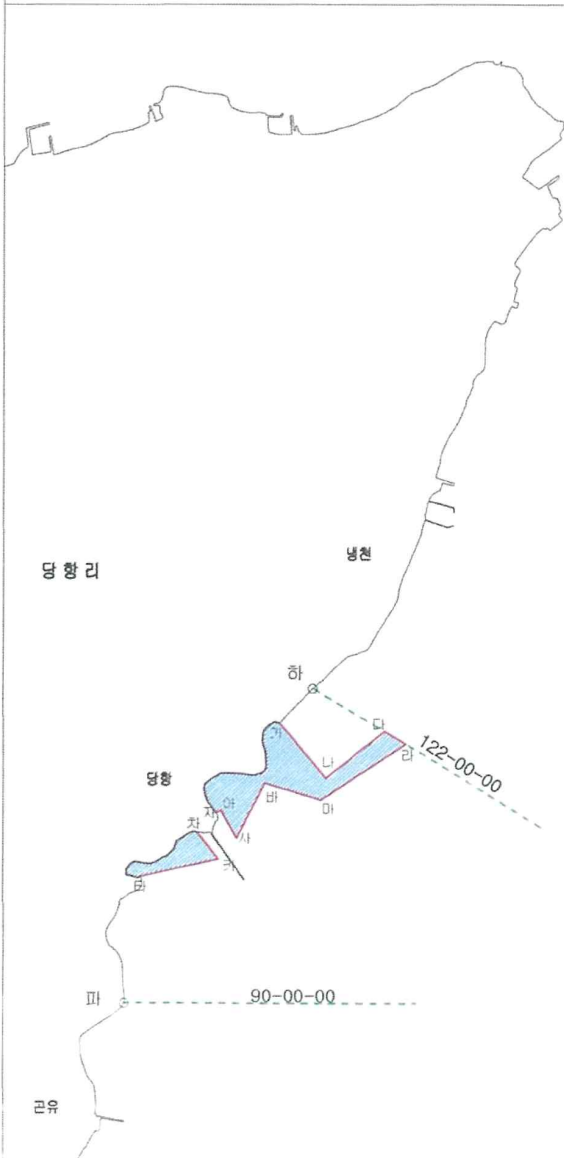 냉천
당항리
하
가
다
라
122-00-00
나
당항
바
마
아
자
사
차
카
타
파
90-00-00
곤유